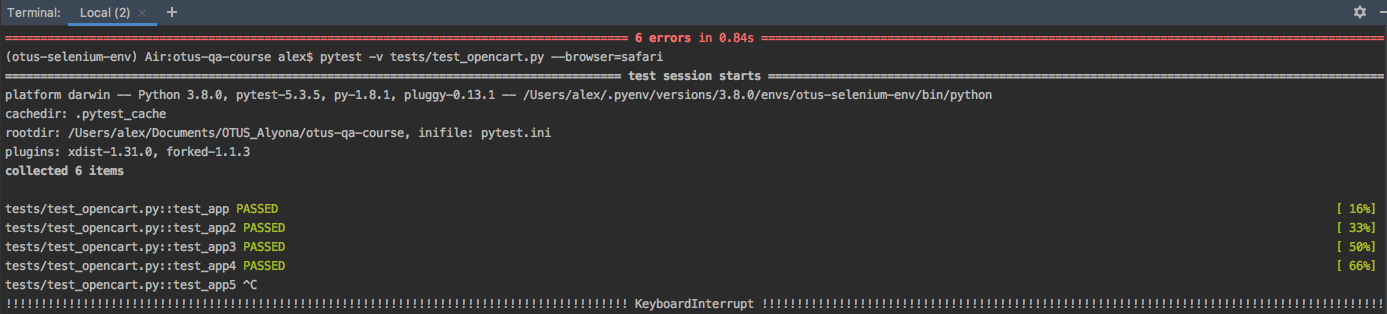 Terminal: Local (2) × +
============================== 6 errors in 0.84s ==============================
(otus-selenium-env) Air:otus-qa-course alex$ pytest -v tests/test_opencart.py --browser=safari
============================== test session starts ==============================
platform darwin -- Python 3.8.0, pytest-5.3.5, py-1.8.1, pluggy-0.13.1 -- /Users/alex/.pyenv/versions/3.8.0/envs/otus-selenium-env/bin/python
cachedir: .pytest_cache
rootdir: /Users/alex/Documents/OTUS_Alyona/otus-qa-course, inifile: pytest.ini
plugins: xdist-1.31.0, forked-1.1.3
collected 6 items
tests/test_opencart.py::test_app PASSED [ 16%]
tests/test_opencart.py::test_app2 PASSED [ 33%]
tests/test_opencart.py::test_app3 PASSED [ 50%]
tests/test_opencart.py::test_app4 PASSED [ 66%]
tests/test_opencart.py::test_app5 ^C
!!!!!!!!!!!!!!!!!!!!!!!!!!!!!! KeyboardInterrupt !!!!!!!!!!!!!!!!!!!!!!!!!!!!!!